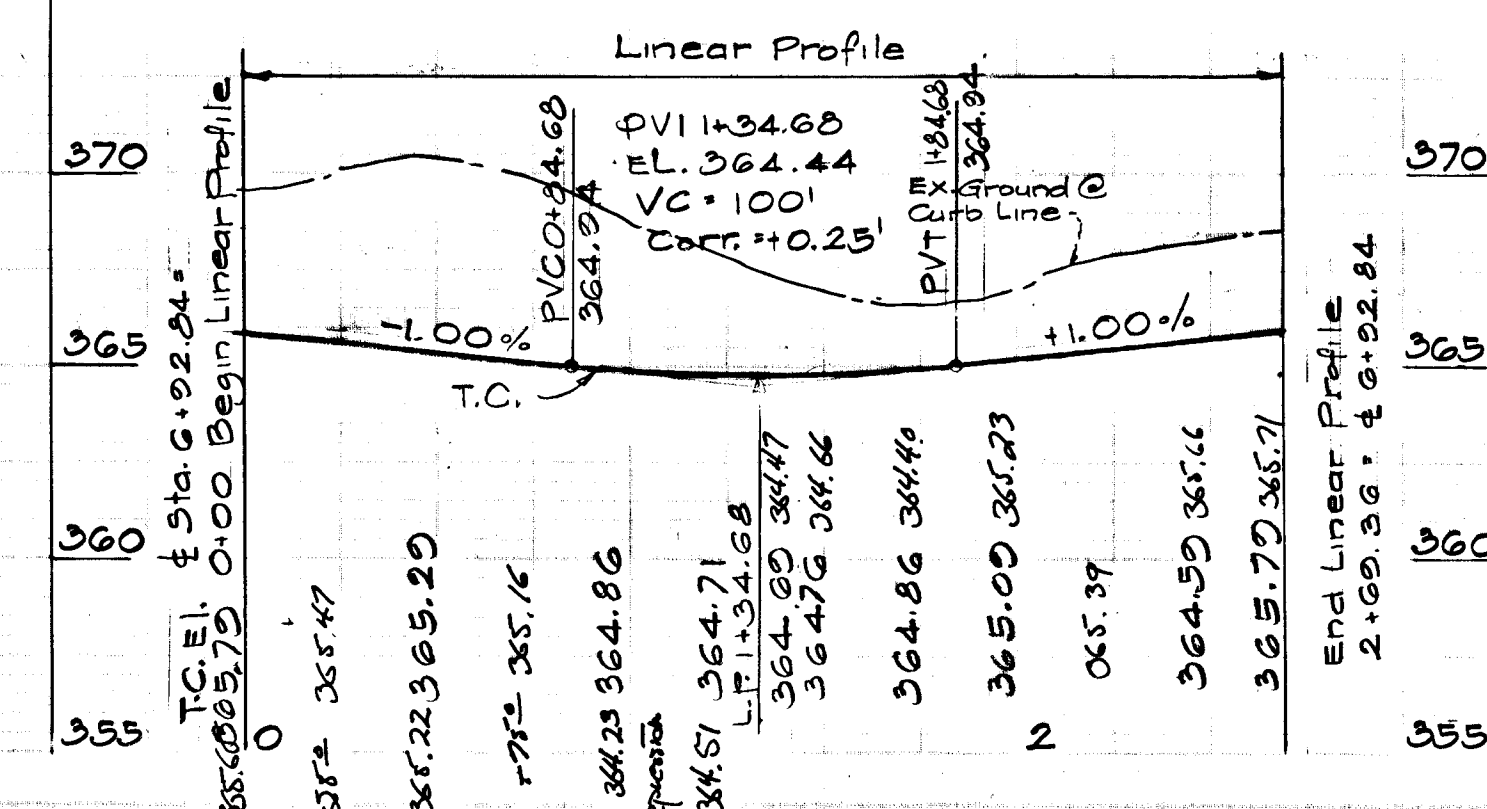 Linear Profile
370
365
360
355
℄ Sta. 6+92.84 =
0+00 Begin Linear Profile
T.C. El.
365.79
PVC 0+84.68
364.94
PVI 1+34.68
EL. 364.44
VC = 100'
Corr. = +0.25'
PVT 1+84.68
364.94
Ex. Ground @
Curb Line
-1.00%
+1.00%
T.C.
365.47
365.22 365.29
+75º 365.16
364.23 364.86
364.51 364.71
L.P. 1+34.68
364.69 364.47
364.76 364.66
364.86 364.40
365.09 365.23
065.39
364.59 365.66
365.79 365.71
0
2
End Linear Profile
2+69.36 = ℄ 6+92.84
370
365
360
355